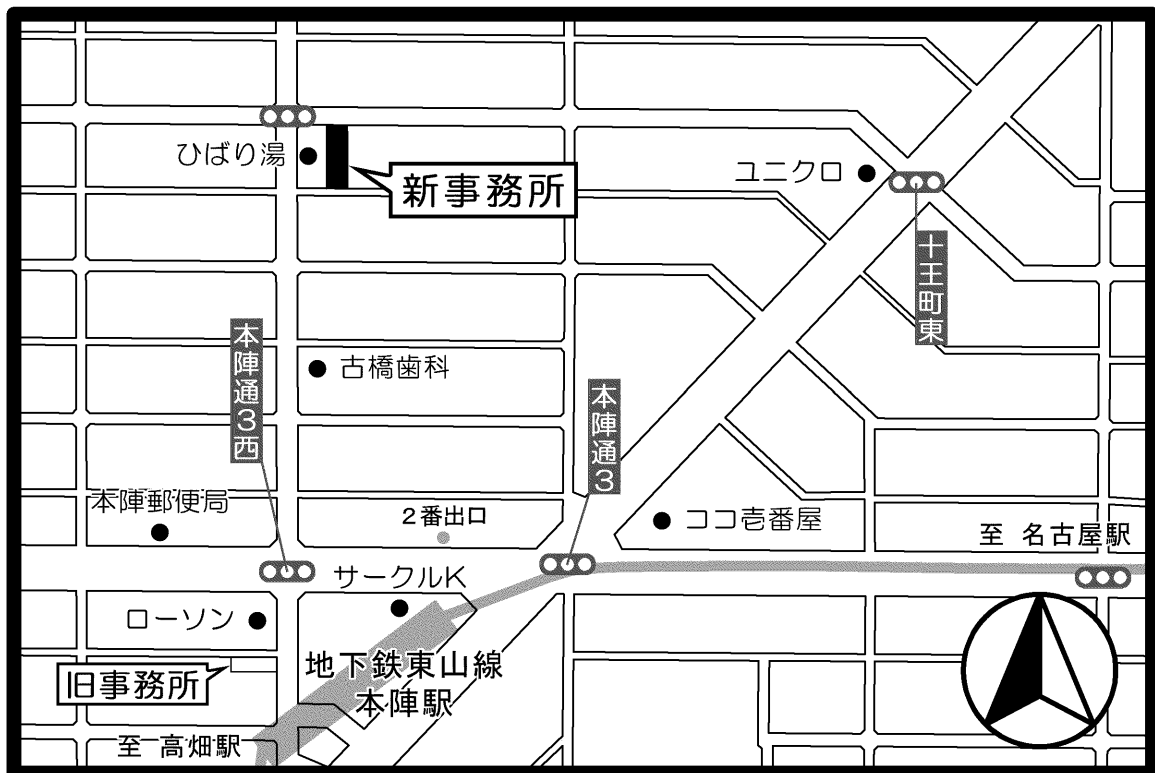 ひばり湯
新事務所
ユニクロ
十王町東
本陣通3西
古橋歯科
本陣通3
本陣郵便局
2番出口
ココ壱番屋
至 名古屋駅
サークルK
ローソン
地下鉄東山線
本陣駅
旧事務所
至 高畑駅